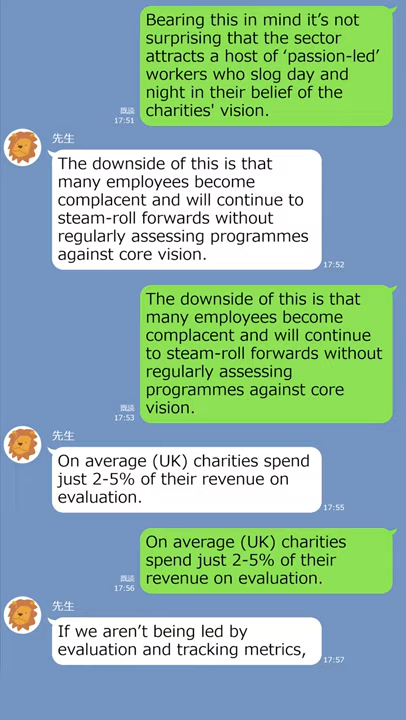 Bearing this in mind it’s not
surprising that the sector
attracts a host of ‘passion-led’
workers who slog day and
night in their belief of the
charities' vision.
既読
17:51
先生
The downside of this is that
many employees become
complacent and will continue to
steam-roll forwards without
regularly assessing programmes
against core vision.
17:52
The downside of this is that
many employees become
complacent and will continue
to steam-roll forwards without
regularly assessing
programmes against core
vision.
既読
17:53
先生
On average (UK) charities spend
just 2-5% of their revenue on
evaluation.
17:55
On average (UK) charities
spend just 2-5% of their
revenue on evaluation.
既読
17:56
先生
If we aren’t being led by
evaluation and tracking metrics,
17:57